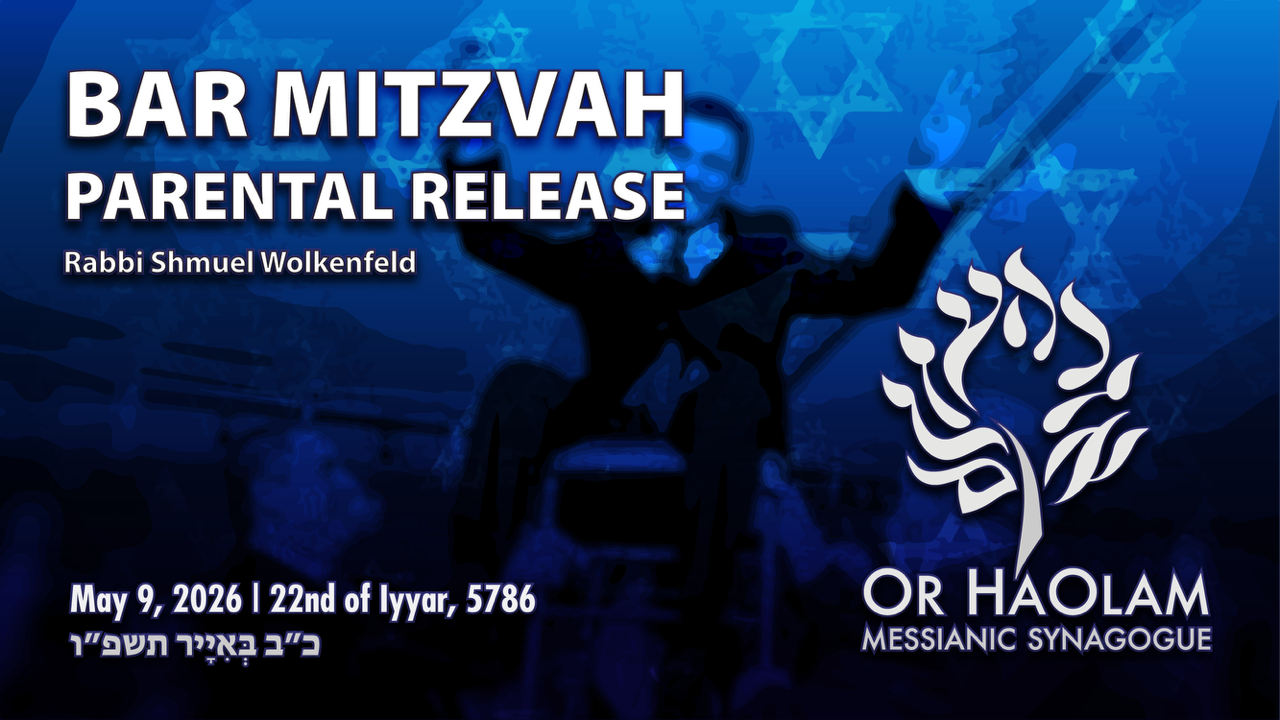 BAR MITZVAH
PARENTAL RELEASE
Rabbi Shmuel Wolkenfeld
May 9, 2026 | 22nd of Iyyar, 5786
כ״ב בְּאִיָּיר תשפ״ו
OR HAOLAM
MESSIANIC SYNAGOGUE